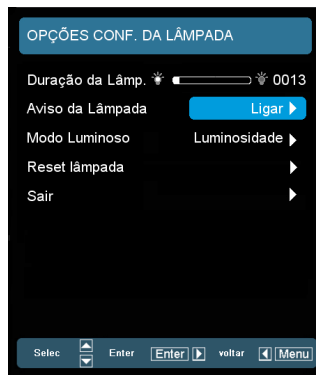 OPÇÕES CONF. DA LÂMPADA
Duração da Lâmp. 0013
Aviso da Lâmpada Ligar
Modo Luminoso Luminosidade
Reset lâmpada
Sair
Selec Enter Enter voltar Menu